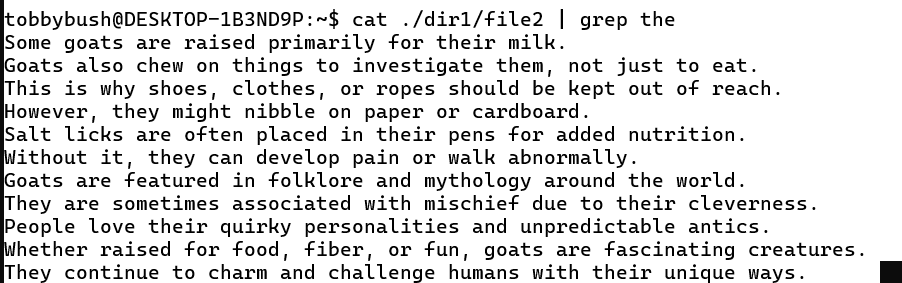 tobbybush@DESKTOP-1B3ND9P:~$ cat ./dir1/file2 | grep the
Some goats are raised primarily for their milk.
Goats also chew on things to investigate them, not just to eat.
This is why shoes, clothes, or ropes should be kept out of reach.
However, they might nibble on paper or cardboard.
Salt licks are often placed in their pens for added nutrition.
Without it, they can develop pain or walk abnormally.
Goats are featured in folklore and mythology around the world.
They are sometimes associated with mischief due to their cleverness.
People love their quirky personalities and unpredictable antics.
Whether raised for food, fiber, or fun, goats are fascinating creatures.
They continue to charm and challenge humans with their unique ways.